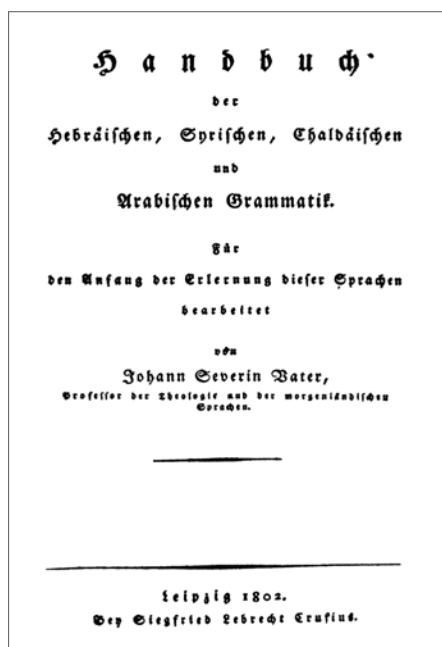 Handbuch
der
Hebräischen, Syrischen, Chaldäischen
und
Arabischen Grammatik.
Für
den Anfang der Erlernung dieser Sprachen
bearbeitet
von
Johann Severin Vater,
Professor der Theologie und der morgenländischen
Sprachen.
Leipzig 1802.
Bey Siegfried Lebrecht Crusius.